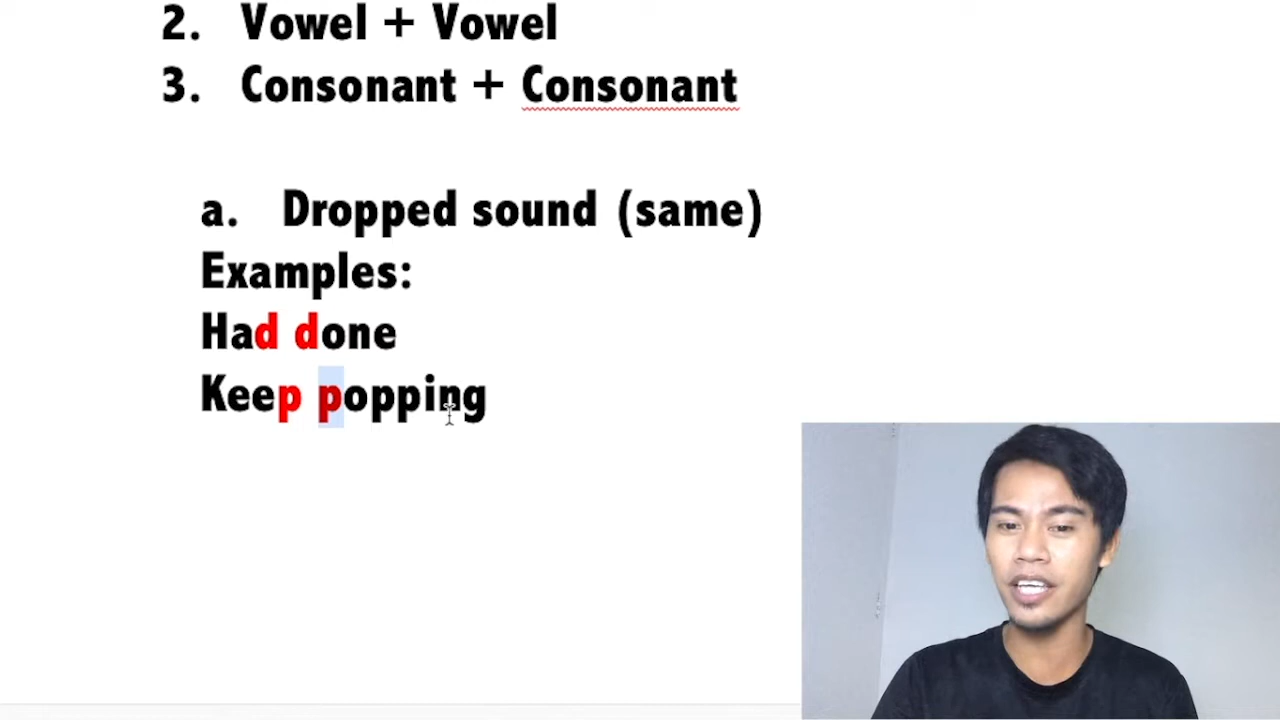 2. Vowel + Vowel
3. Consonant + Consonant
a. Dropped sound (same)
Examples:
Had done
Keep popping